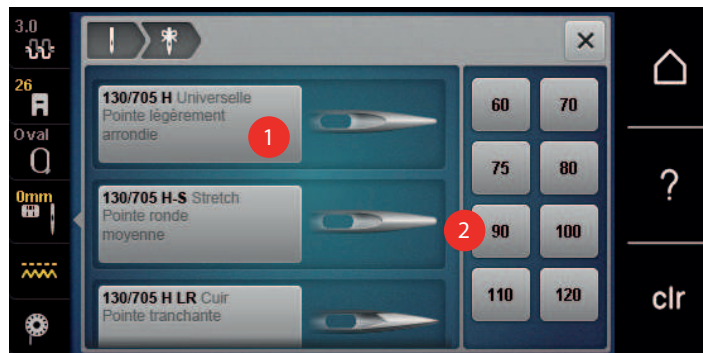 3.0
26
Oval
0mm
130/705 H Universelle
Pointe légèrement
arrondie
1
130/705 H-S Stretch
Pointe ronde
moyenne
2
130/705 H LR Cuir
Pointe tranchante
60 70
75 80
90 100
110 120
?
clr